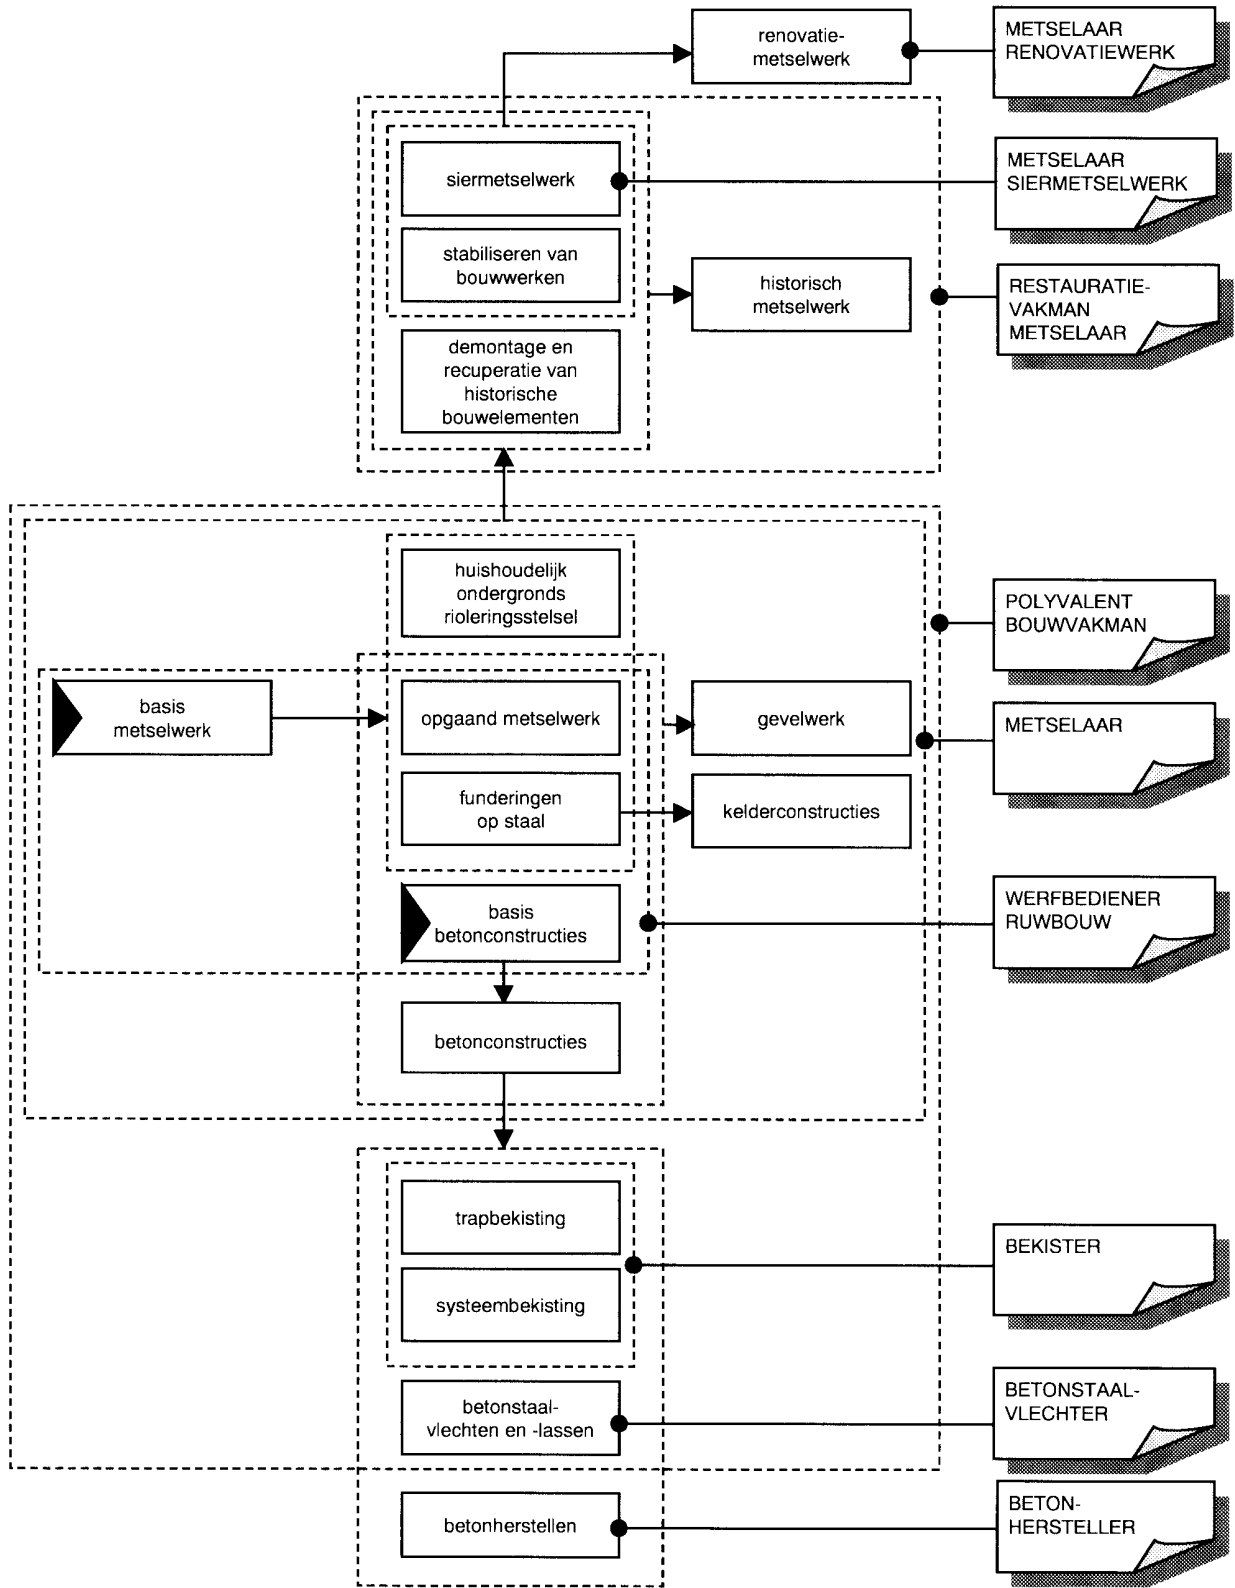 renovatie-
metselwerk
METSELAAR
RENOVATIEWERK
siermetselwerk
METSELAAR
SIERMETSELWERK
stabiliseren van
bouwwerken
historisch
metselwerk
RESTAURATIE-
VAKMAN
METSELAAR
demontage en
recuperatie van
historische
bouwelementen
huishoudelijk
ondergronds
rioleringsstelsel
POLYVALENT
BOUWVAKMAN
basis
metselwerk
opgaand metselwerk
gevelwerk
METSELAAR
funderingen
op staal
kelderconstructies
basis
betonconstructies
WERFBEDIENER
RUWBOUW
betonconstructies
trapbekisting
BEKISTER
systeembekisting
betonstaal-
vlechten en -lassen
BETONSTAAL-
VLECHTER
betonherstellen
BETON-
HERSTELLER